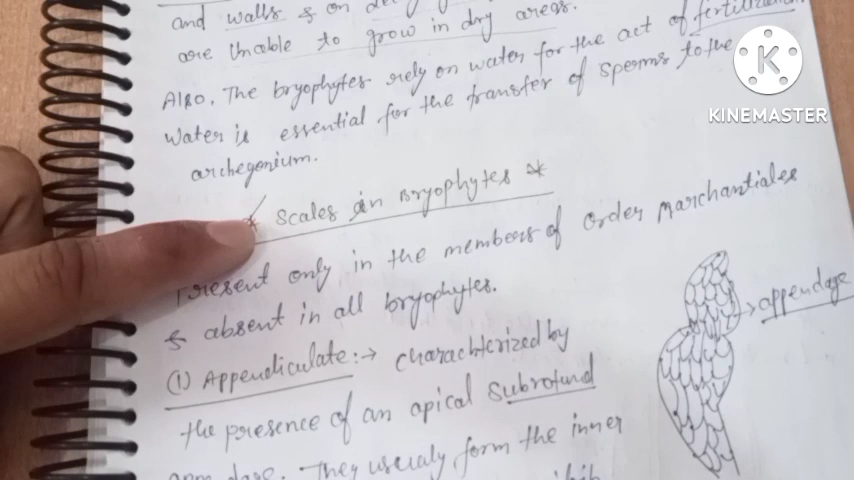 and walls & on
are Unable to grow in dry areas.
Also, The bryophytes rely on water for the act of fertilization
Water is essential for the transfer of sperms to the
archegonium.
* Scales in Bryophytes *
Present only in the members of order Marchantiales
& absent in all bryophytes.
(1) Appendiculate:→ charachterized by
the presence of an apical Subrotund
They usualy form the inner
→appendage
K
KINEMASTER